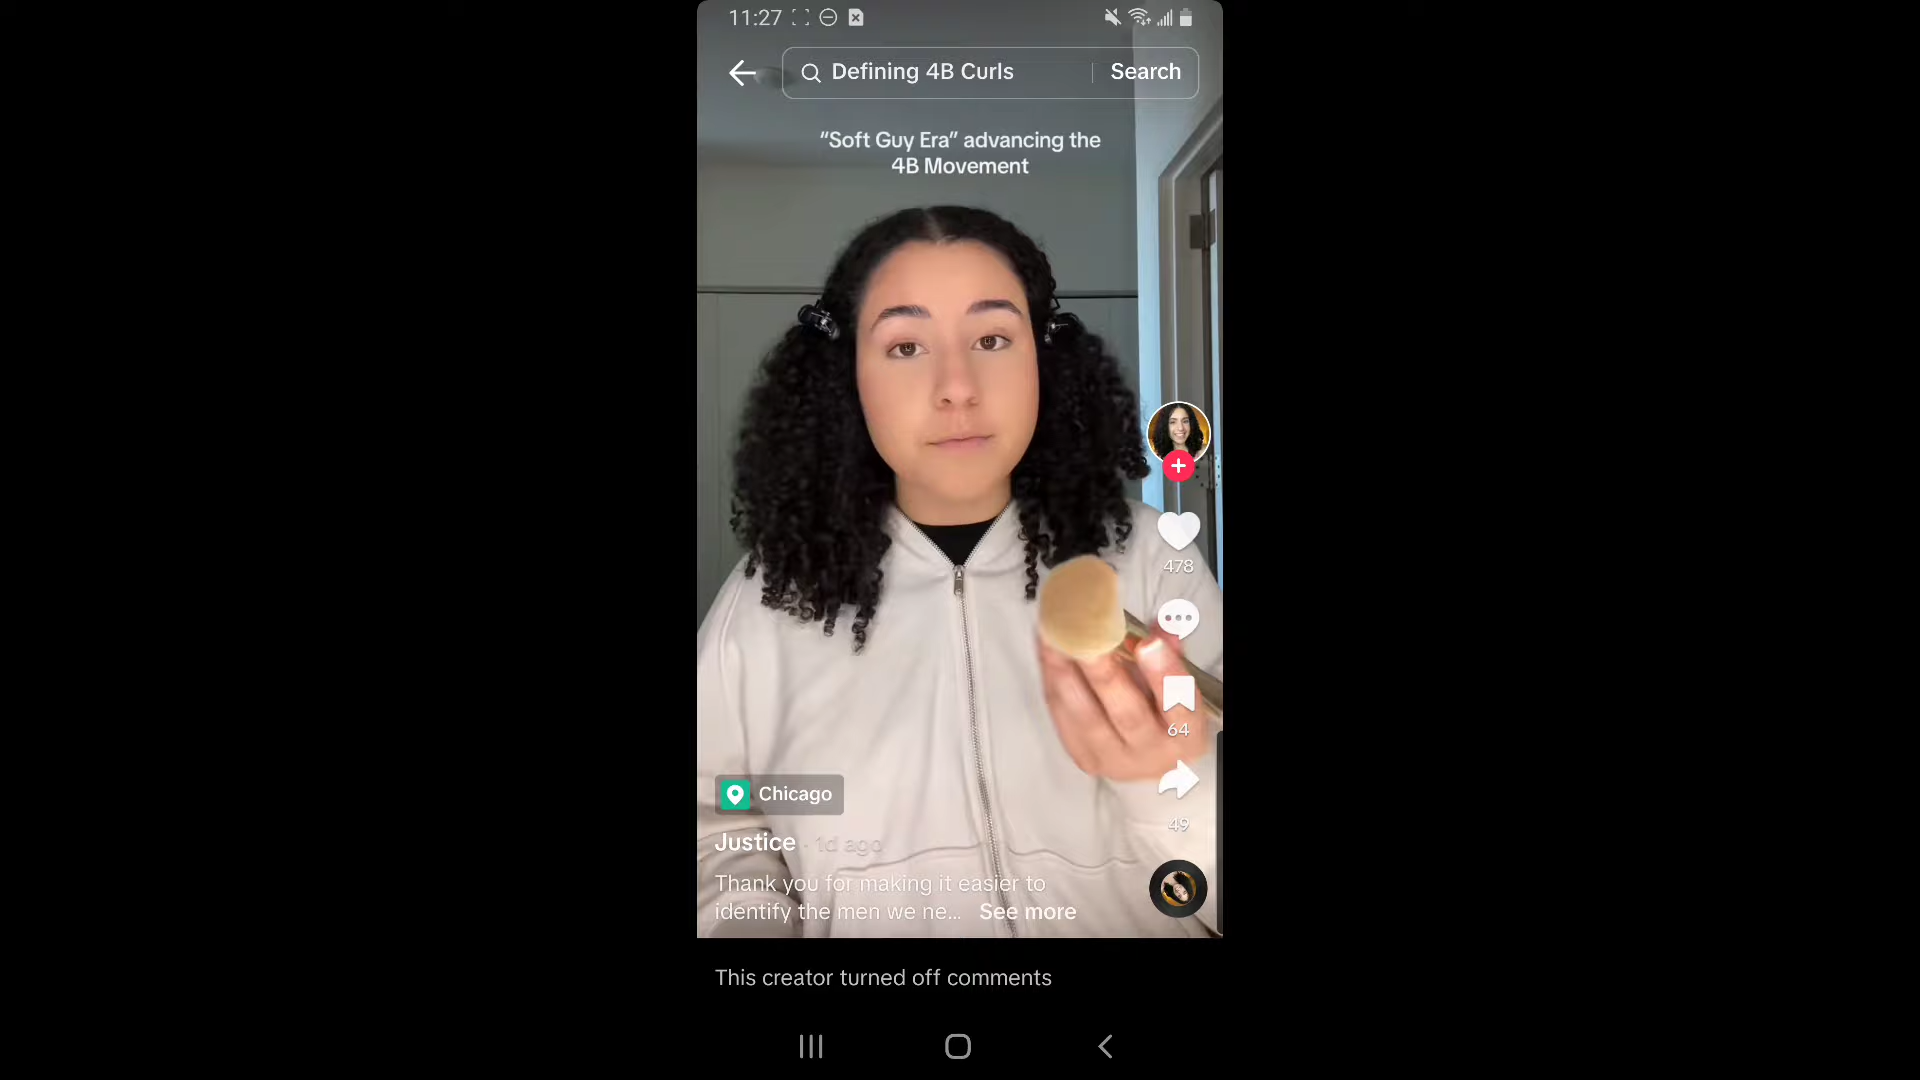 11:27
Defining 4B Curls
Search
“Soft Guy Era” advancing the
4B Movement
478
64
49
Chicago
Justice · 1d ago
Thank you for making it easier to
identify the men we ne... See more
This creator turned off comments